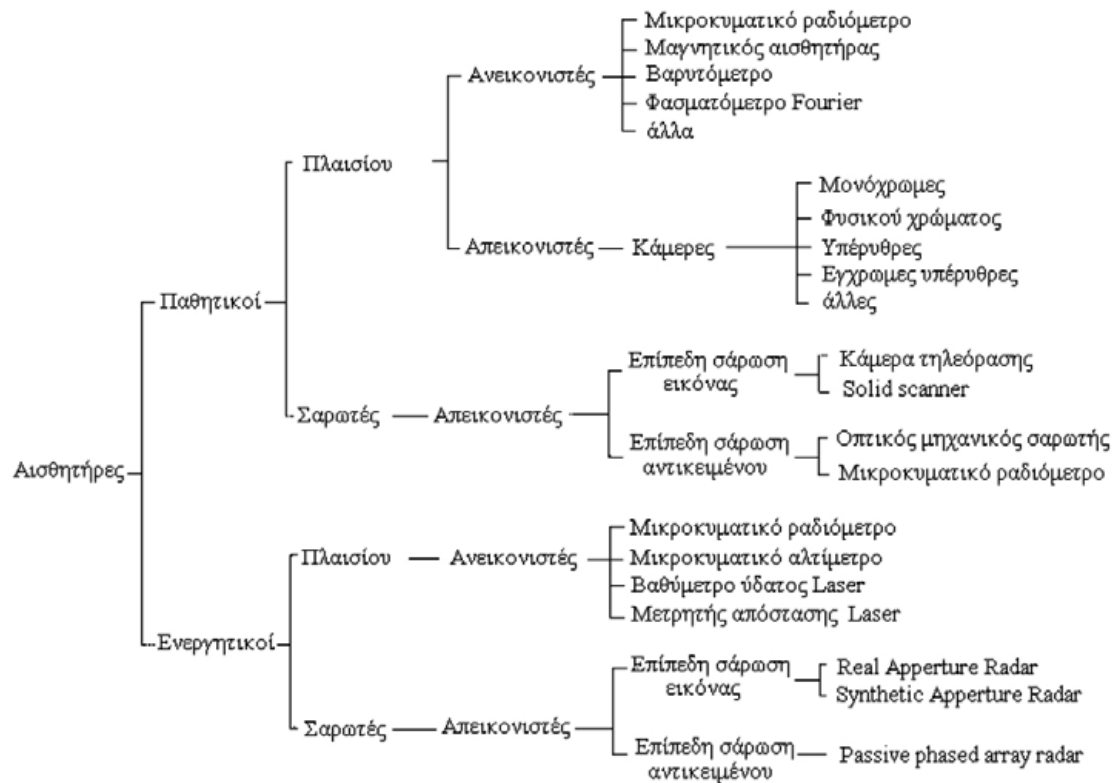 Μικροκυματικό ραδιόμετρο
Μαγνητικός αισθητήρας
Ανεικονιστές
Βαρυτόμετρο
Φασματόμετρο Fourier
άλλα
Πλαισίου
Μονόχρωμες
Φυσικού χρώματος
Απεικονιστές
Κάμερες
Υπέρυθρες
Εγχρωμες υπέρυθρες
άλλες
Παθητικοί
Επίπεδη σάρωση
εικόνας
Κάμερα τηλεόρασης
Solid scanner
Σαρωτές
Απεικονιστές
Επίπεδη σάρωση
αντικειμένου
Οπτικός μηχανικός σαρωτής
Μικροκυματικό ραδιόμετρο
Αισθητήρες
Μικροκυματικό ραδιόμετρο
Πλαισίου
Ανεικονιστές
Μικροκυματικό αλτίμετρο
Βαθύμετρο ύδατος Laser
Μετρητής απόστασης Laser
Ενεργητικοί
Επίπεδη σάρωση
εικόνας
Real Apperture Radar
Synthetic Apperture Radar
Σαρωτές
Απεικονιστές
Επίπεδη σάρωση
αντικειμένου
Passive phased array radar